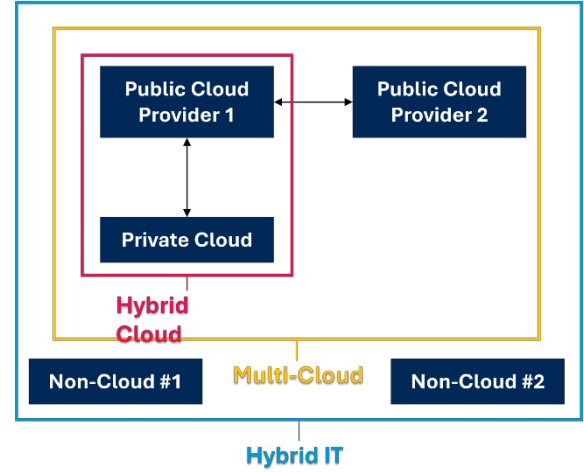 Public Cloud
Provider 1
Public Cloud
Provider 2
Private Cloud
Hybrid
Cloud
Multi-Cloud
Non-Cloud #1
Non-Cloud #2
Hybrid IT